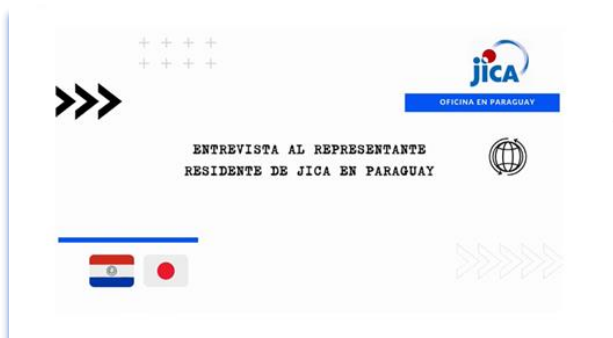 jICA
OFICINA EN PARAGUAY
ENTREVISTA AL REPRESENTANTE
RESIDENTE DE JICA EN PARAGUAY